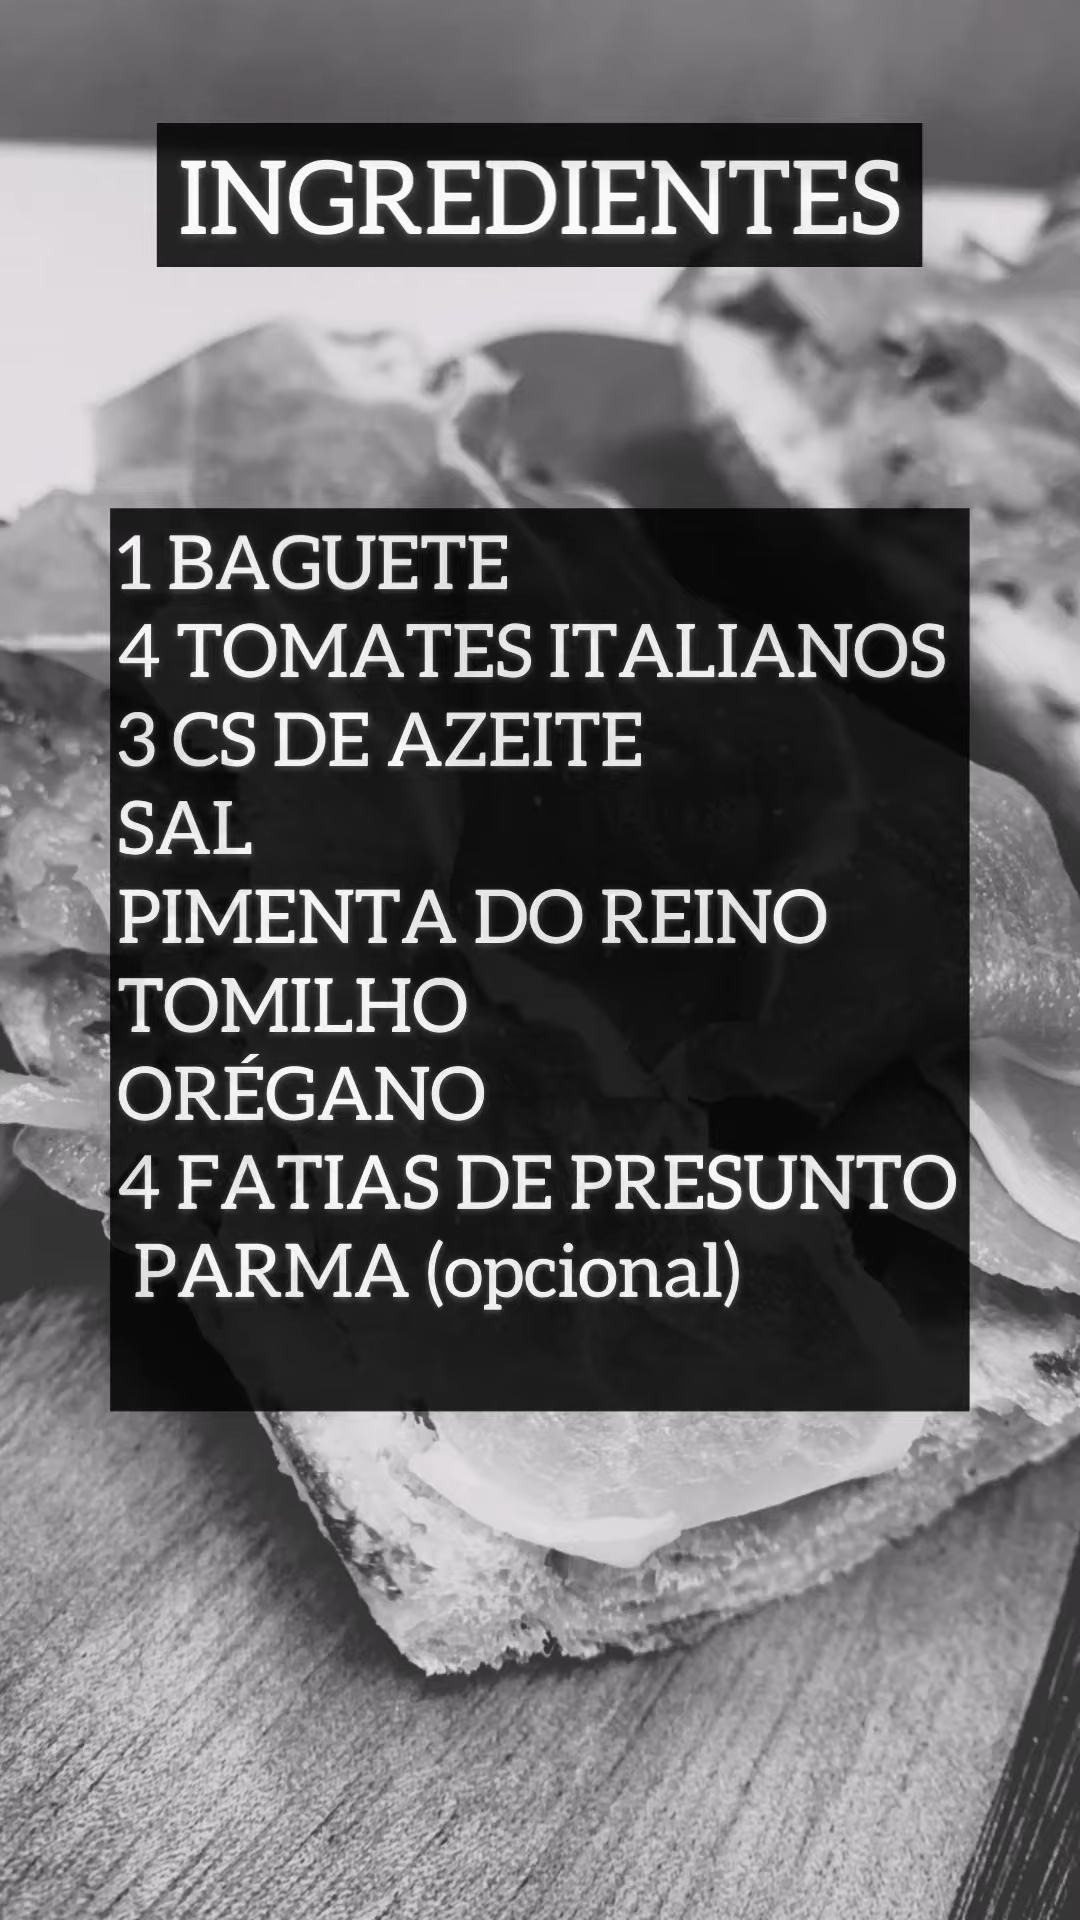 INGREDIENTES
1 BAGUETE
4 TOMATES ITALIANOS
3 CS DE AZEITE
SAL
PIMENTA DO REINO
TOMILHO
ORÉGANO
4 FATIAS DE PRESUNTO
PARMA (opcional)